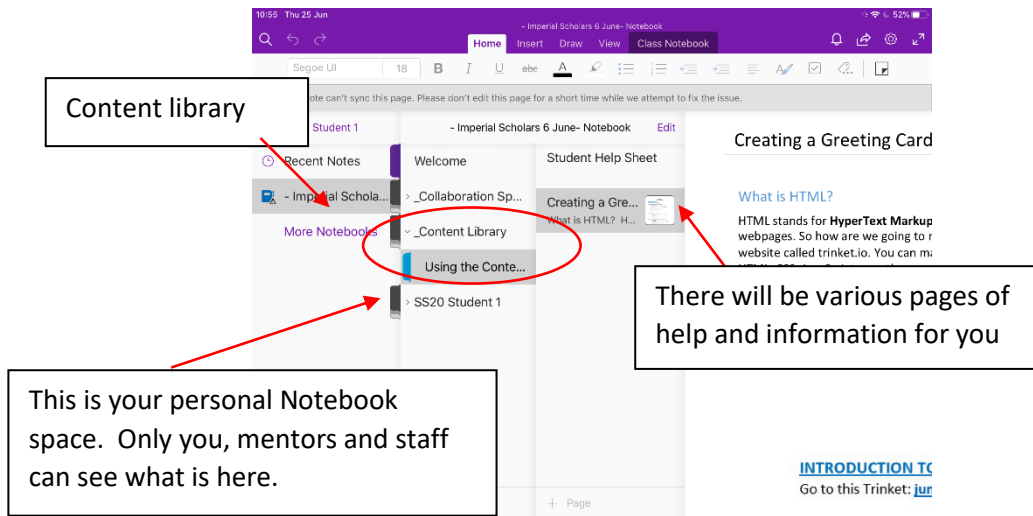 10:55 Thu 25 Jun
52%
- Imperial Scholars 6 June- Notebook
Home Insert Draw View Class Notebook
Segoe UI 18 B I U abc A
ote can't sync this page. Please don't edit this page for a short time while we attempt to fix the issue.
Content library
Student 1
- Imperial Scholars 6 June- Notebook Edit
Recent Notes
- Imperial Schola...
More Notebooks
Welcome
_Collaboration Sp...
_Content Library
Using the Conte...
SS20 Student 1
Student Help Sheet
Creating a Gre...
What is HTML? H...
Creating a Greeting Card
What is HTML?
HTML stands for HyperText Markup
webpages. So how are we going to
website called trinket.io. You can
There will be various pages of
help and information for you
This is your personal Notebook
space. Only you, mentors and staff
can see what is here.
INTRODUCTION TO
Go to this Trinket:
+ Page